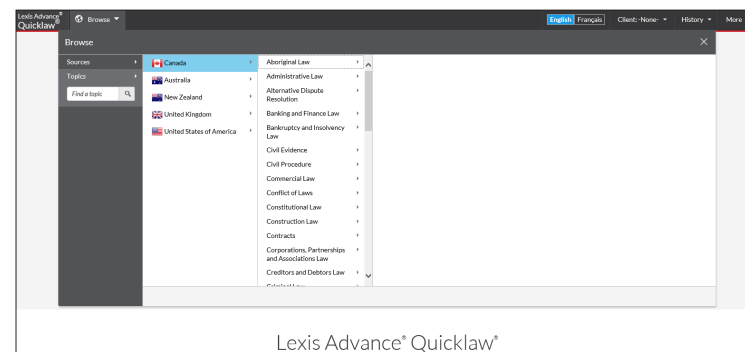 Lexis Advance®
Quicklaw®
Browse
English Français
Client: -None-
History
More
Browse
Sources
Topics
Find a topic
Canada
Australia
New Zealand
United Kingdom
United States of America
Aboriginal Law
Administrative Law
Alternative Dispute
Resolution
Banking and Finance Law
Bankruptcy and Insolvency
Law
Civil Evidence
Civil Procedure
Commercial Law
Conflict of Laws
Constitutional Law
Construction Law
Contracts
Corporations, Partnerships
and Associations Law
Creditors and Debtors Law
Criminal Law
Lexis Advance® Quicklaw®